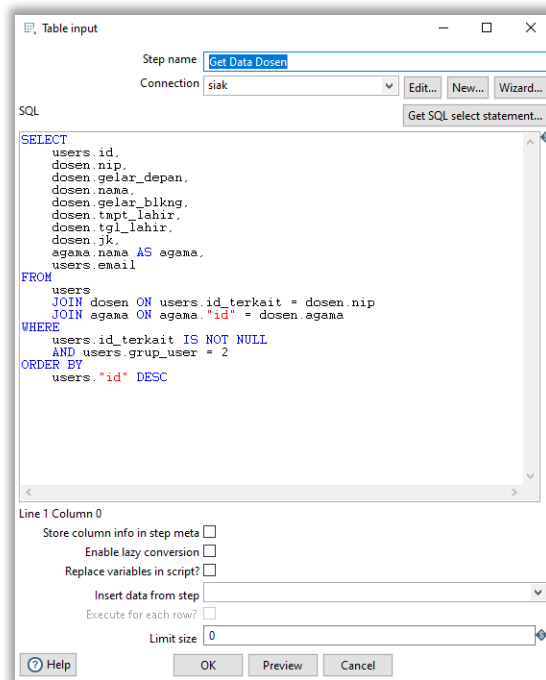 Table input
Step name Get Data Dosen
Connection siak Edit... New... Wizard...
SQL Get SQL select statement...
SELECT
    users.id,
    dosen.nip,
    dosen.gelar_depan,
    dosen.nama,
    dosen.gelar_blkng,
    dosen.tmpt_lahir,
    dosen.tgl_lahir,
    dosen.jk,
    agama.nama AS agama,
    users.email
FROM
    users
    JOIN dosen ON users.id_terkait = dosen.nip
    JOIN agama ON agama."id" = dosen.agama
WHERE
    users.id_terkait IS NOT NULL
    AND users.grup_user = 2
ORDER BY
    users."id" DESC
Line 1 Column 0
Store column info in step meta
Enable lazy conversion
Replace variables in script?
Insert data from step
Execute for each row?
Limit size 0
Help OK Preview Cancel